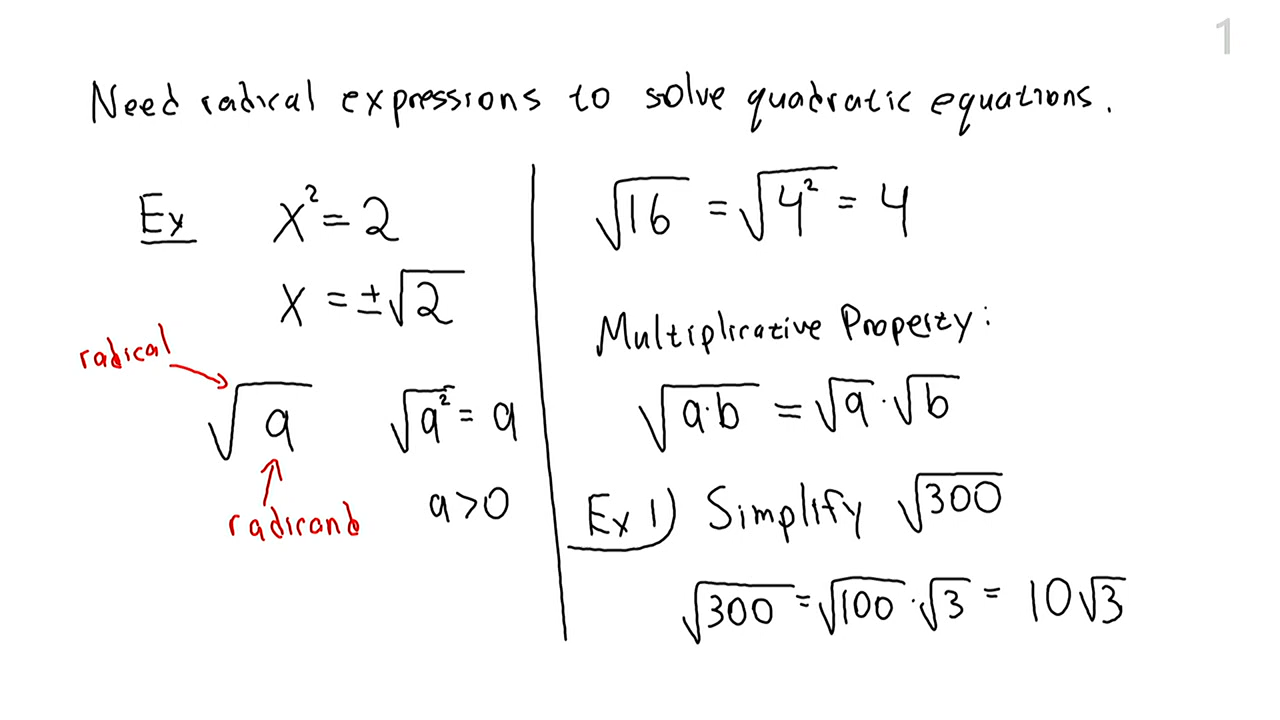 1
Need radical expressions to solve quadratic equations.
Ex x² = 2
x = ±√2
radical
√a √a² = a
radicand
a > 0
√16 = √4² = 4
Multiplicative Property:
√a·b = √a · √b
Ex 1) Simplify √300
√300 = √100 · √3 = 10√3